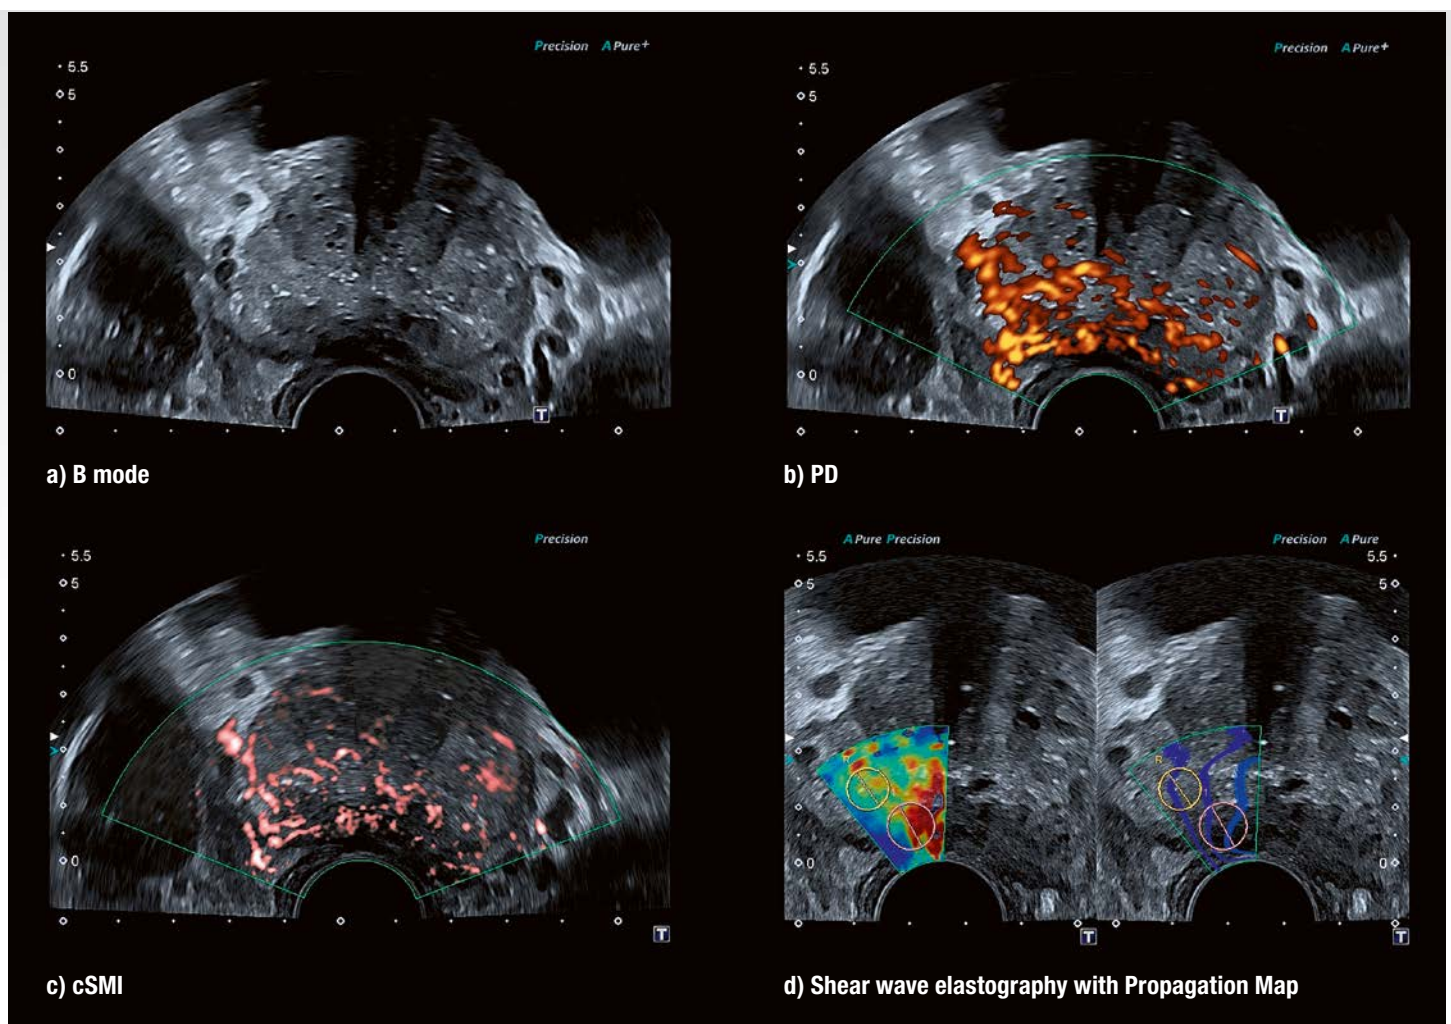 Precision APure+
5.5
5
0
T
a) B mode
Precision APure+
5.5
5
0
T
b) PD
Precision
5.5
5
0
T
c) cSMI
APure Precision
5.5
5
0
R
T
Precision APure
5.5
5
0
R
T
d) Shear wave elastography with Propagation Map